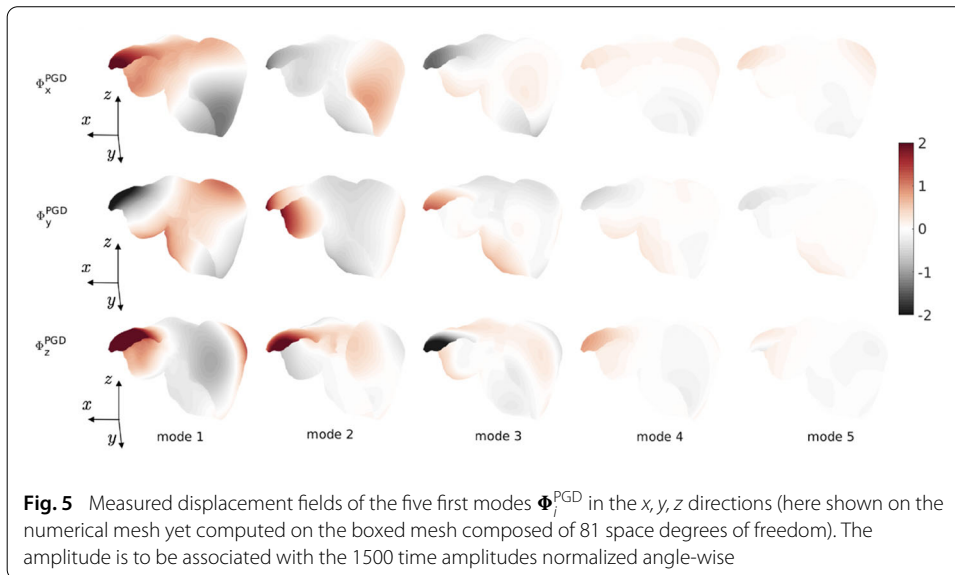 Φ_x^PGD
z
x
y
Φ_y^PGD
z
x
y
Φ_z^PGD
z
x
y
mode 1 mode 2 mode 3 mode 4 mode 5
2
1
0
-1
-2
Fig. 5 Measured displacement fields of the five first modes Φ_i^PGD in the x, y, z directions (here shown on the
numerical mesh yet computed on the boxed mesh composed of 81 space degrees of freedom). The
amplitude is to be associated with the 1500 time amplitudes normalized angle-wise